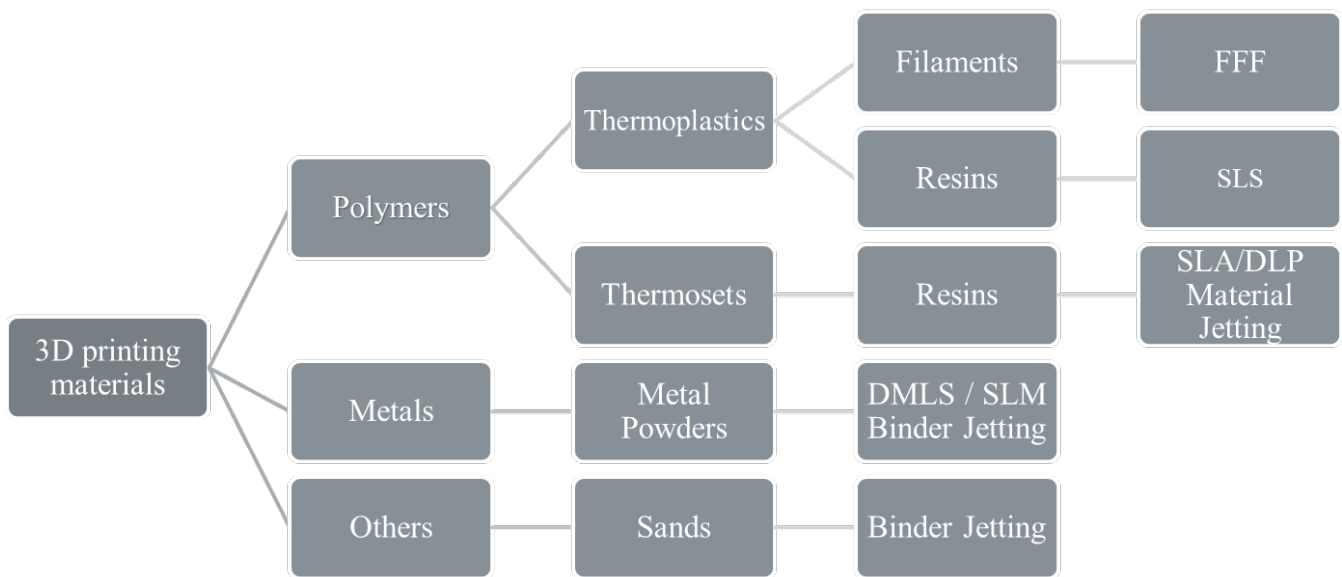 3D printing
materials
Polymers
Thermoplastics
Filaments
FFF
Resins
SLS
Thermosets
Resins
SLA/DLP
Material
Jetting
Metals
Metal
Powders
DMLS / SLM
Binder Jetting
Others
Sands
Binder Jetting